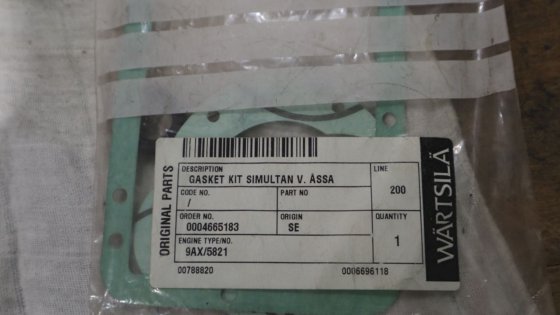 ORIGINAL PARTS
DESCRIPTION
GASKET KIT SIMULTAN V. ÅSSA
LINE
200
CODE NO.
/
PART NO
ORDER NO.
0004665183
ORIGIN
SE
QUANTITY
1
ENGINE TYPE/NO.
9AX/5821
00788820
0006696118
WÄRTSILÄ